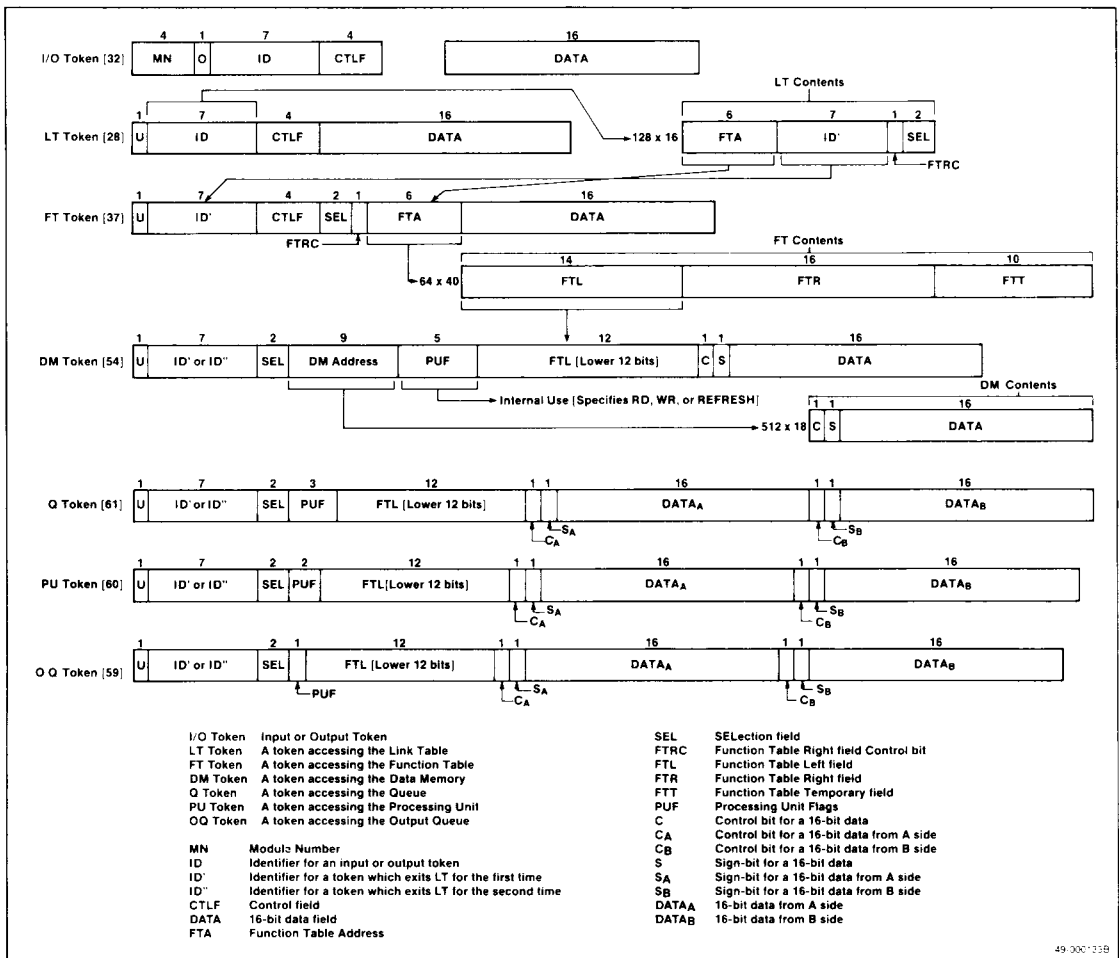 4 1 7 4 16
I/O Token [32] MN O ID CTLF DATA
LT Contents
1 7 4 16 6 7 1 2
LT Token [28] U ID CTLF DATA 128 x 16 FTA ID' SEL
FTRC
1 7 4 2 1 6 16
FT Token [37] U ID' CTLF SEL FTA DATA
FTRC
FT Contents
14 16 10
64 x 40 FTL FTR FTT
1 7 2 9 5 12 1 1 16
DM Token [54] U ID' or ID'' SEL DM Address PUF FTL [Lower 12 bits] C S DATA
DM Contents
Internal Use [Specifies RD, WR, or REFRESH]
1 1 16
512 x 18 C S DATA
1 7 2 3 12 1 1 16 1 1 16
Q Token [61] U ID' or ID'' SEL PUF FTL [Lower 12 bits] DATAA DATAB
SA SB
CA CB
1 7 2 2 12 1 1 16 1 1 16
PU Token [60] U ID' or ID'' SEL PUF FTL[Lower 12 bits] DATAA DATAB
SA SB
CA CB
1 7 2 1 12 1 1 16 1 1 16
O Q Token [59] U ID' or ID'' SEL FTL [Lower 12 bits] DATAA DATAB
SA SB
PUF CA CB
I/O Token Input or Output Token
LT Token A token accessing the Link Table
FT Token A token accessing the Function Table
DM Token A token accessing the Data Memory
Q Token A token accessing the Queue
PU Token A token accessing the Processing Unit
OQ Token A token accessing the Output Queue
MN Module Number
ID Identifier for an input or output token
ID' Identifier for a token which exits LT for the first time
ID'' Identifier for a token which exits LT for the second time
CTLF Control field
DATA 16-bit data field
FTA Function Table Address
SEL SELection field
FTRC Function Table Right field Control bit
FTL Function Table Left field
FTR Function Table Right field
FTT Function Table Temporary field
PUF Processing Unit Flags
C Control bit for a 16-bit data
CA Control bit for a 16-bit data from A side
CB Control bit for a 16-bit data from B side
S Sign-bit for a 16-bit data
SA Sign-bit for a 16-bit data from A side
SB Sign-bit for a 16-bit data from B side
DATAA 16-bit data from A side
DATAB 16-bit data from B side